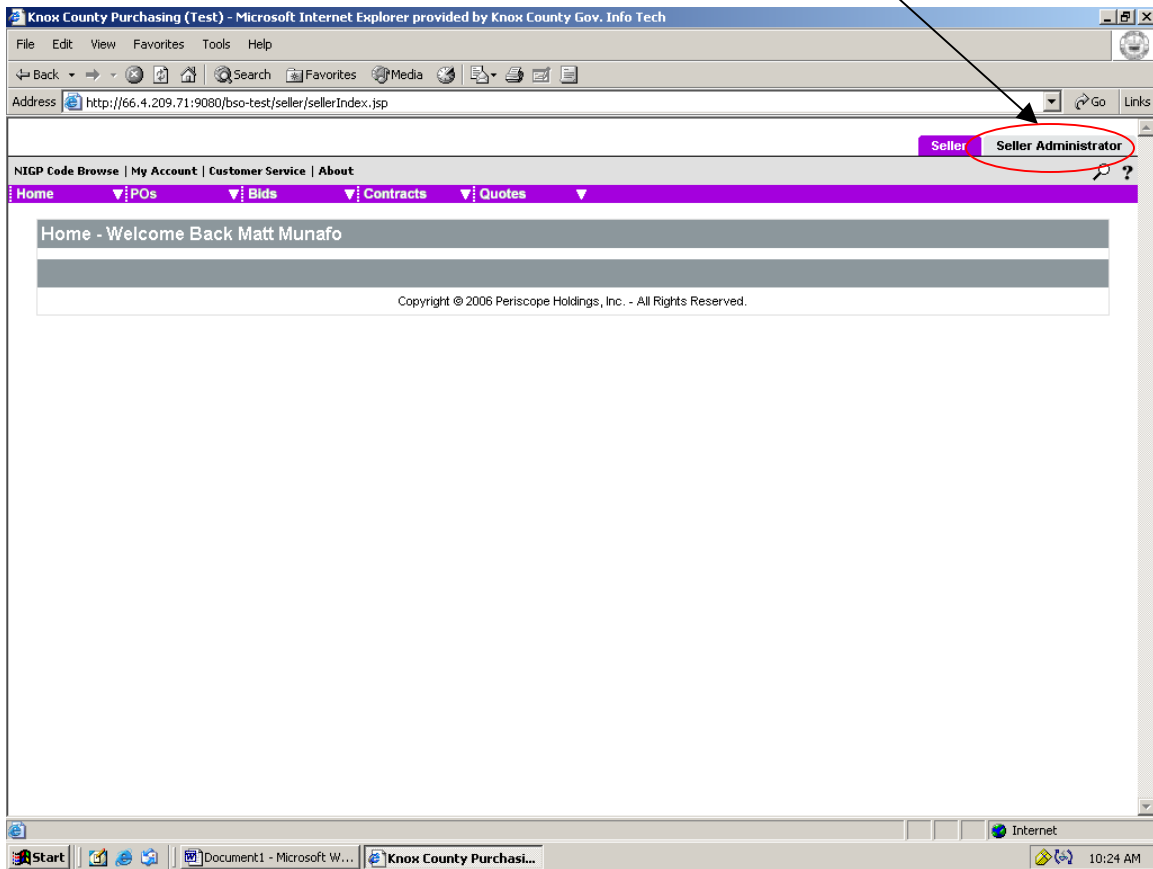 Knox County Purchasing (Test) - Microsoft Internet Explorer provided by Knox County Gov. Info Tech
File Edit View Favorites Tools Help
Back Search Favorites Media
Address http://66.4.209.71:9080/bso-test/seller/sellerIndex.jsp Go Links
Seller Seller Administrator
NIGP Code Browse | My Account | Customer Service | About ?
Home POs Bids Contracts Quotes
Home - Welcome Back Matt Munafo
Copyright © 2006 Periscope Holdings, Inc. - All Rights Reserved.
Internet
Start Document1 - Microsoft W... Knox County Purchasi... 10:24 AM